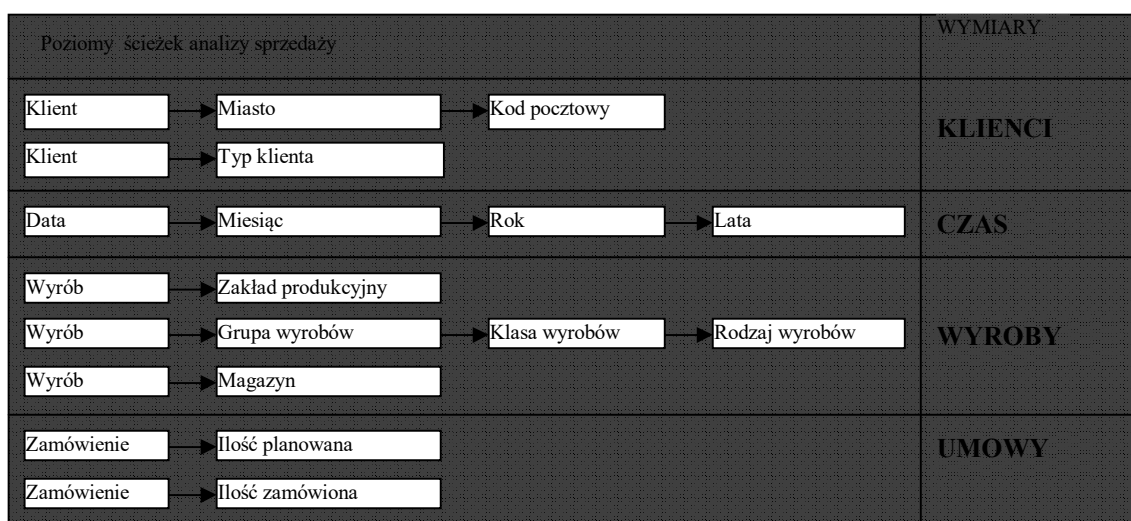 Poziomy ścieżek analizy sprzedaży
WYMIARY
Klient Miasto Kod pocztowy
KLIENCI
Klient Typ klienta
Data Miesiąc Rok Lata
CZAS
Wyrób Zakład produkcyjny
Wyrób Grupa wyrobów Klasa wyrobów Rodzaj wyrobów
WYROBY
Wyrób Magazyn
Zamówienie Ilość planowana
UMOWY
Zamówienie Ilość zamówiona